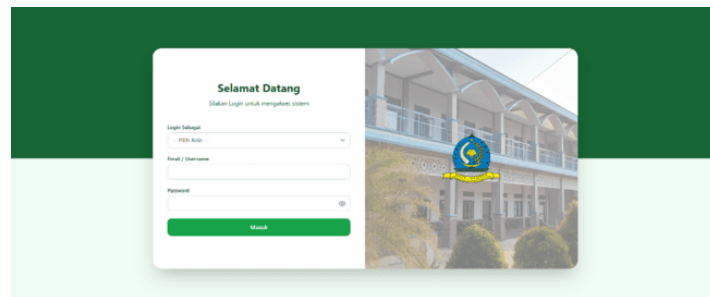 Selamat Datang
Silakan Login untuk mengakses sistem
Login Sebagai
Email / Username
Password
Masuk